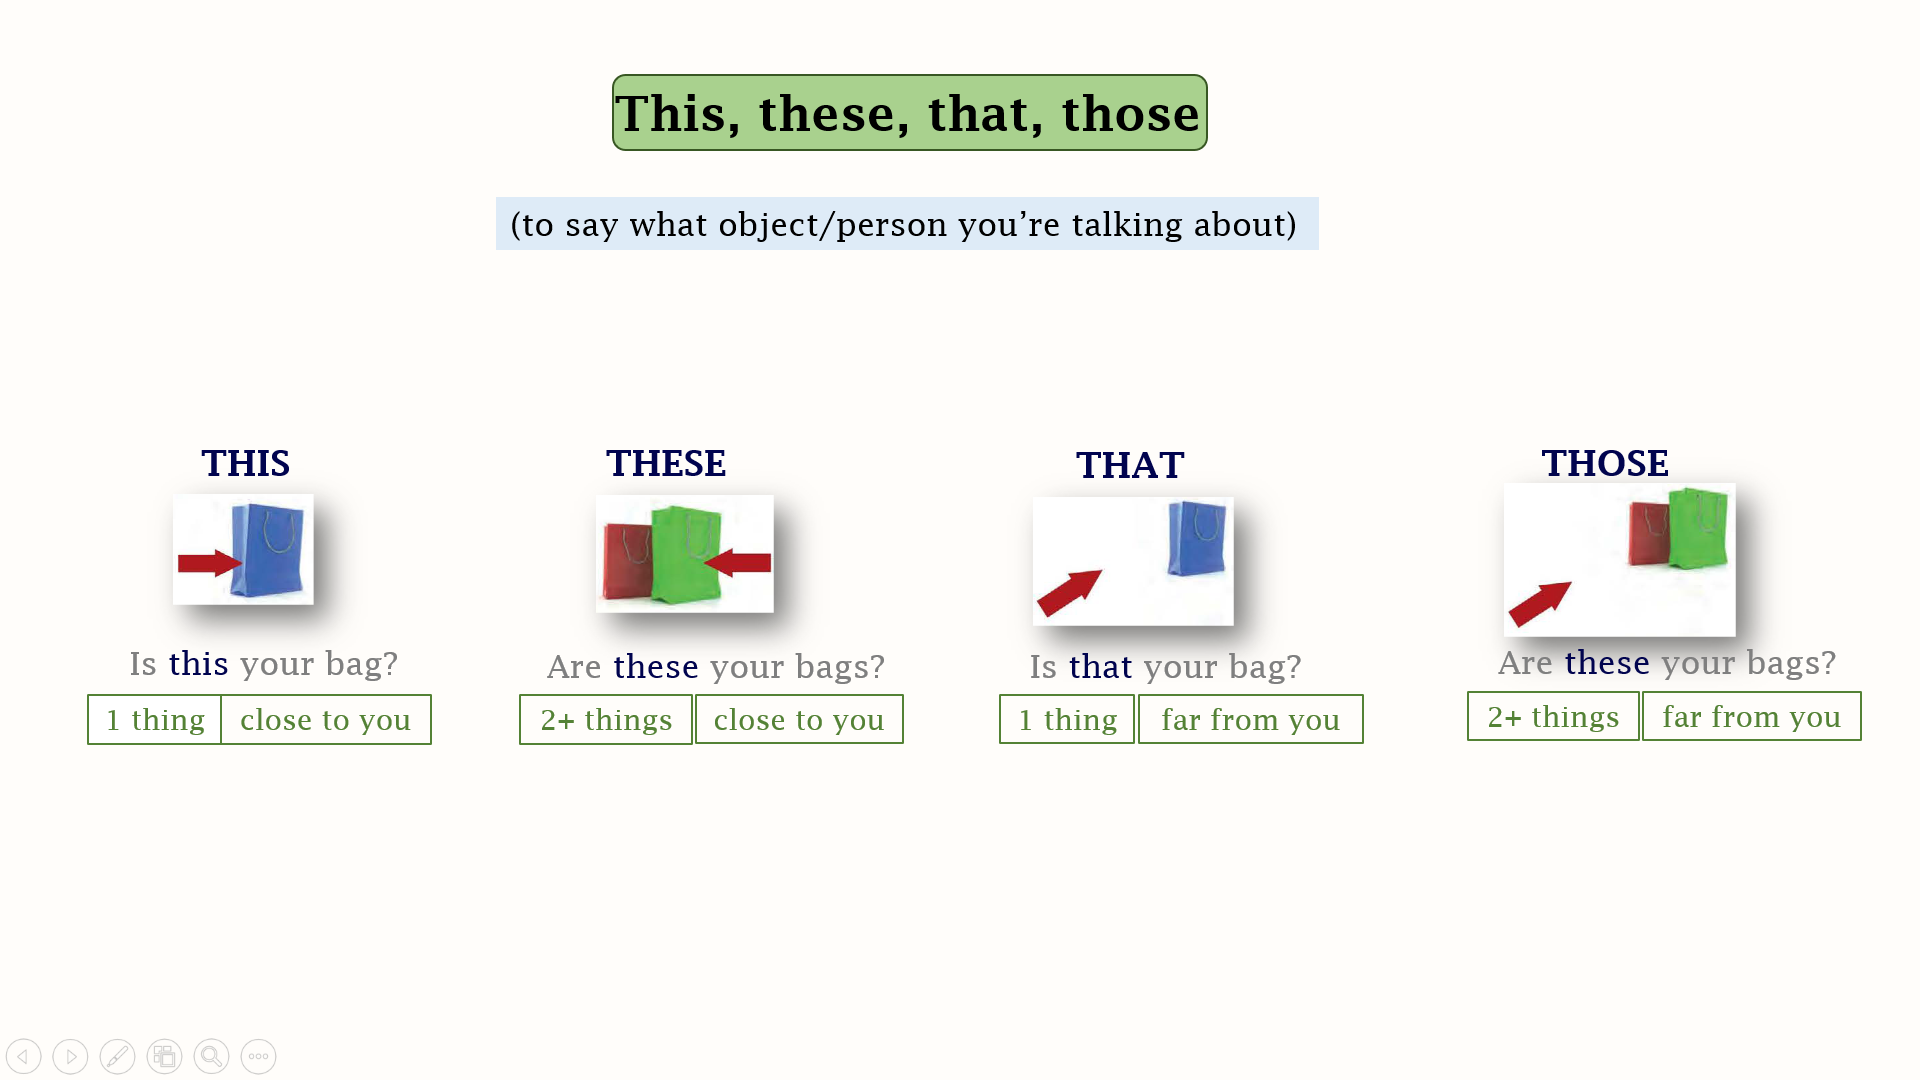 This, these, that, those
(to say what object/person you’re talking about)
THIS
Is this your bag?
1 thing
close to you
THESE
Are these your bags?
2+ things
close to you
THAT
Is that your bag?
1 thing
far from you
THOSE
Are these your bags?
2+ things
far from you